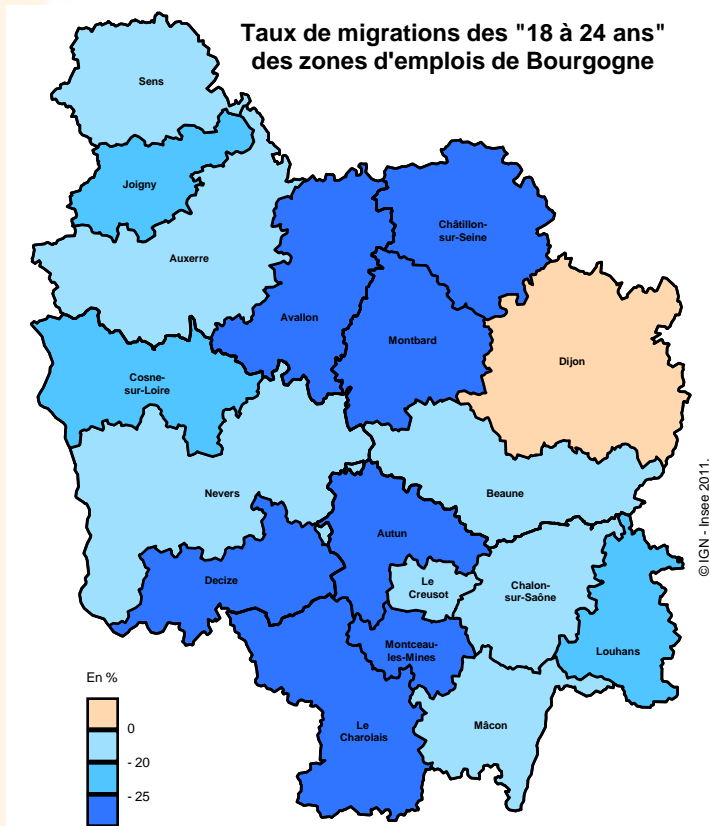 Taux de migrations des "18 à 24 ans"
des zones d'emplois de Bourgogne
Sens
Joigny
Auxerre
Châtillon-
sur-Seine
Avallon
Montbard
Dijon
Cosne-
sur-Loire
Nevers
Beaune
Autun
Decize
Le
Creusot
Chalon-
sur-Saône
Montceau-
les-Mines
Louhans
Le
Charolais
Mâcon
En %
0
- 20
- 25
© IGN - Insee 2011.